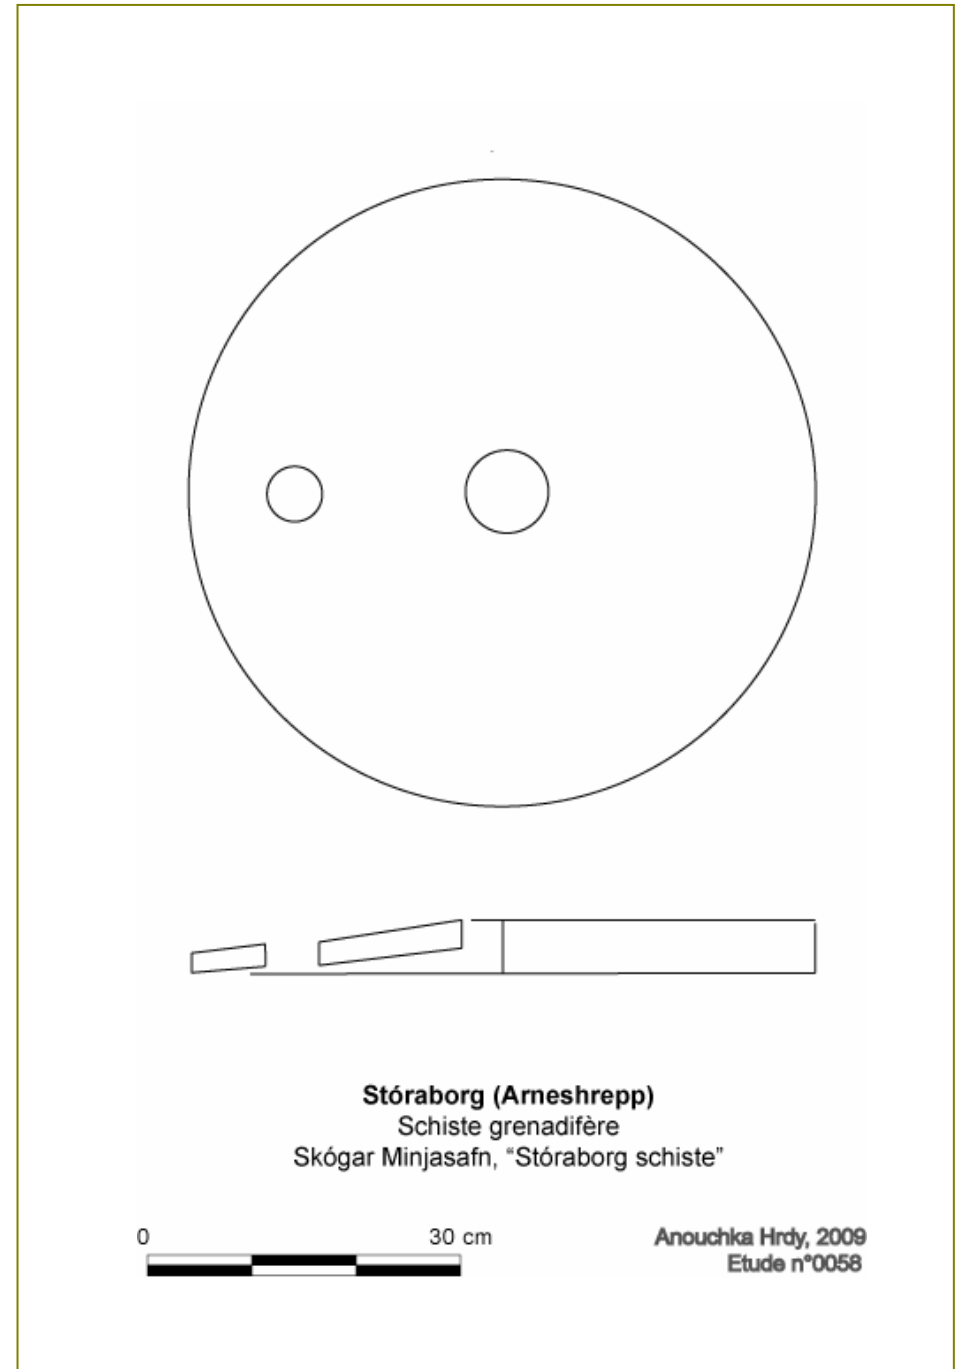 Stóraborg (Arneshrepp)
Schiste grenadifère
Skógar Minjasafn, “Stóraborg schiste”
0 30 cm
Anouchka Hrdy, 2009
Etude n°0058